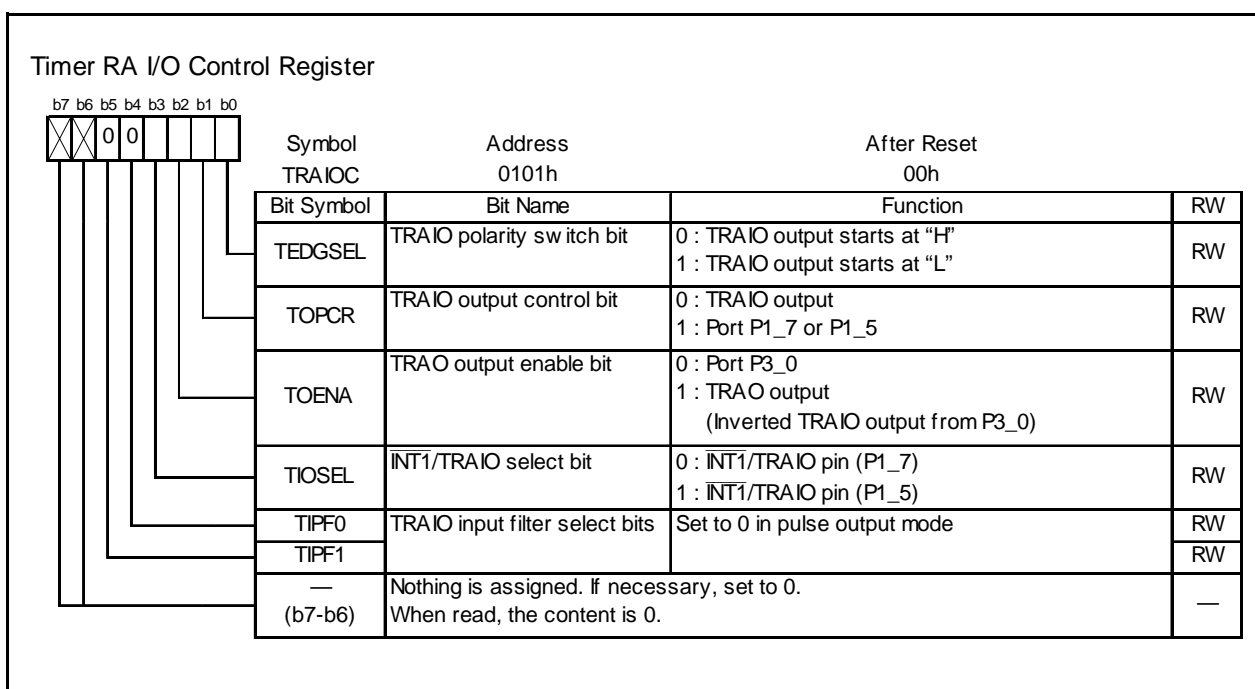 Timer RA I/O Control Register
b7 b6 b5 b4 b3 b2 b1 b0
0 0
Symbol Address After Reset
TRAIOC 0101h 00h
Bit Symbol Bit Name Function RW
TEDGSEL TRAIO polarity switch bit 0 : TRAIO output starts at “H” RW
1 : TRAIO output starts at “L”
TOPCR TRAIO output control bit 0 : TRAIO output RW
1 : Port P1_7 or P1_5
TOENA TRAO output enable bit 0 : Port P3_0 RW
1 : TRAO output
(Inverted TRAIO output from P3_0)
TIOSEL INT1/TRAIO select bit 0 : INT1/TRAIO pin (P1_7) RW
1 : INT1/TRAIO pin (P1_5)
TIPF0 TRAIO input filter select bits Set to 0 in pulse output mode RW
TIPF1 RW
— Nothing is assigned. If necessary, set to 0. —
(b7-b6) When read, the content is 0.